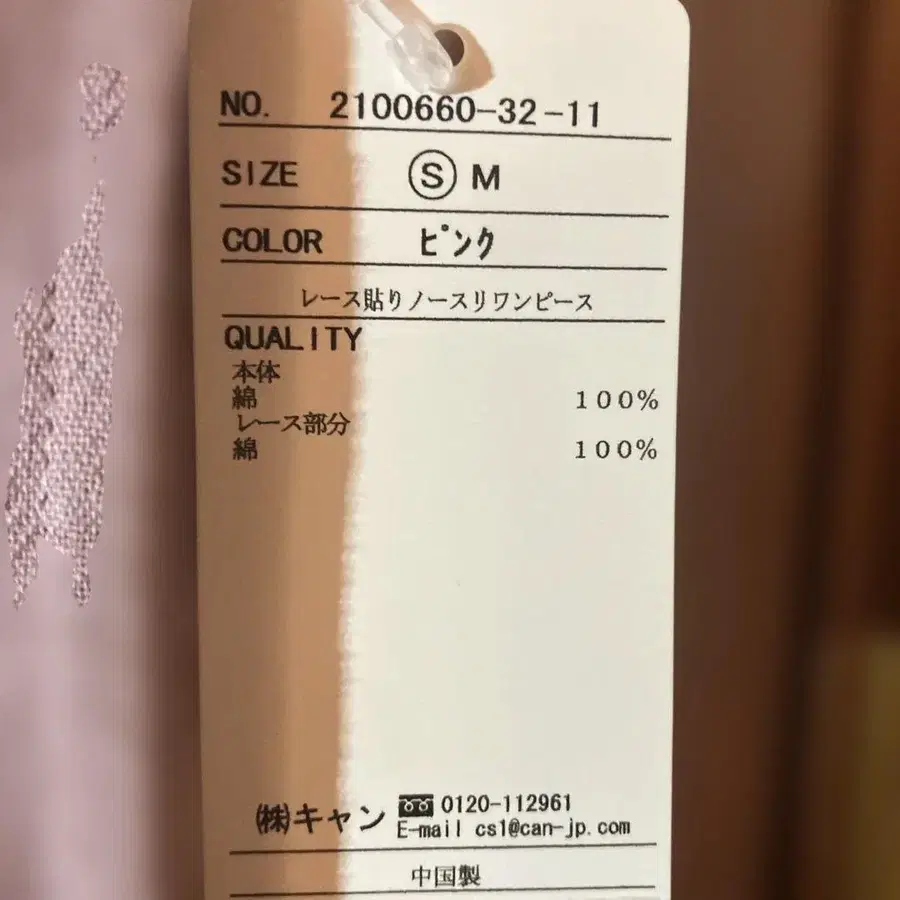 NO. 2100660-32-11
SIZE Ⓢ M
COLOR ピンク
レース貼りノースリワンピース
QUALITY
本体
綿 100%
レース部分
綿 100%
㈱キャン 0120-112961
E-mail cs1@can-jp.com
中国製